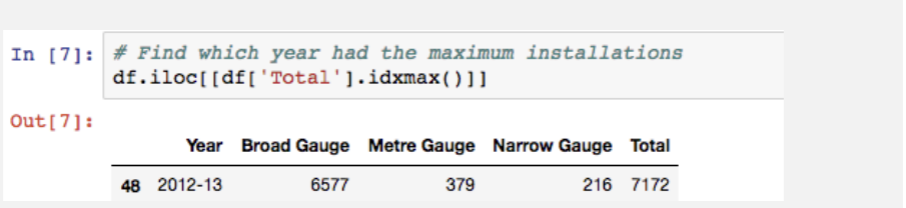 In [7]: # Find which year had the maximum installations
df.iloc[[df['Total'].idxmax()]]
Out[7]:
Year Broad Gauge Metre Gauge Narrow Gauge Total
48 2012-13 6577 379 216 7172